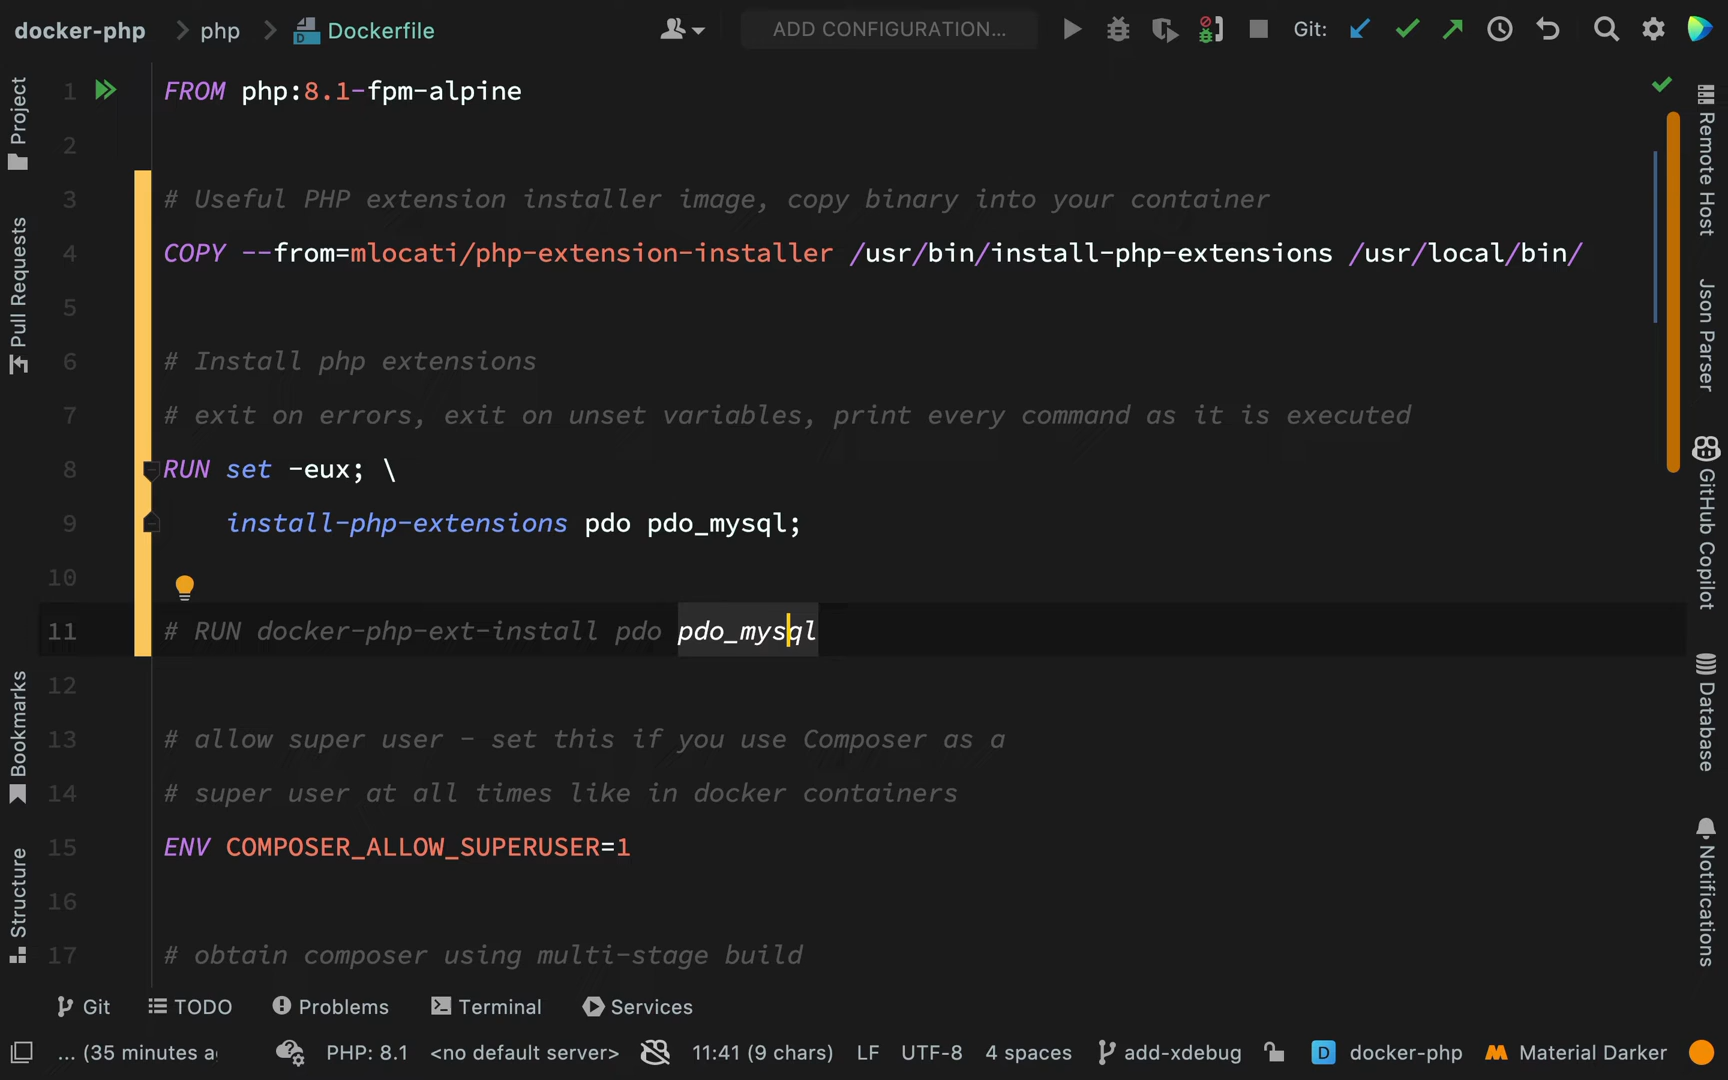 docker-php
php
Dockerfile
ADD CONFIGURATION...
Git:
1 FROM php:8.1-fpm-alpine
2
3 # Useful PHP extension installer image, copy binary into your container
4 COPY --from=mlocati/php-extension-installer /usr/bin/install-php-extensions /usr/local/bin/
5
6 # Install php extensions
7 # exit on errors, exit on unset variables, print every command as it is executed
8 RUN set -eux; \
9 install-php-extensions pdo pdo_mysql;
10
11 # RUN docker-php-ext-install pdo pdo_mysql
12
13 # allow super user - set this if you use Composer as a
14 # super user at all times like in docker containers
15 ENV COMPOSER_ALLOW_SUPERUSER=1
16
17 # obtain composer using multi-stage build
Project
Pull Requests
Bookmarks
Structure
Remote Host
Json Parser
GitHub Copilot
Database
Notifications
Git
TODO
Problems
Terminal
Services
... (35 minutes
PHP: 8.1
<no default server>
11:41 (9 chars)
LF
UTF-8
4 spaces
add-xdebug
D
docker-php
Material Darker